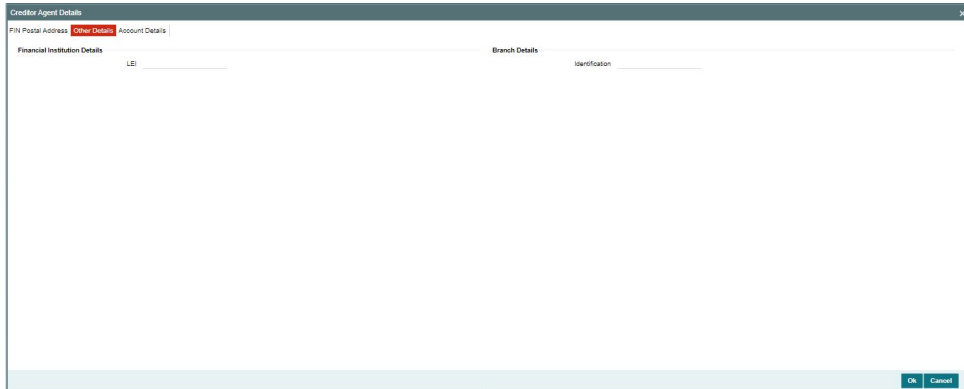 Creditor Agent Details
FIN Postal Address Other Details Account Details
Financial Institution Details
Branch Details
LEI
Identification
Ok Cancel